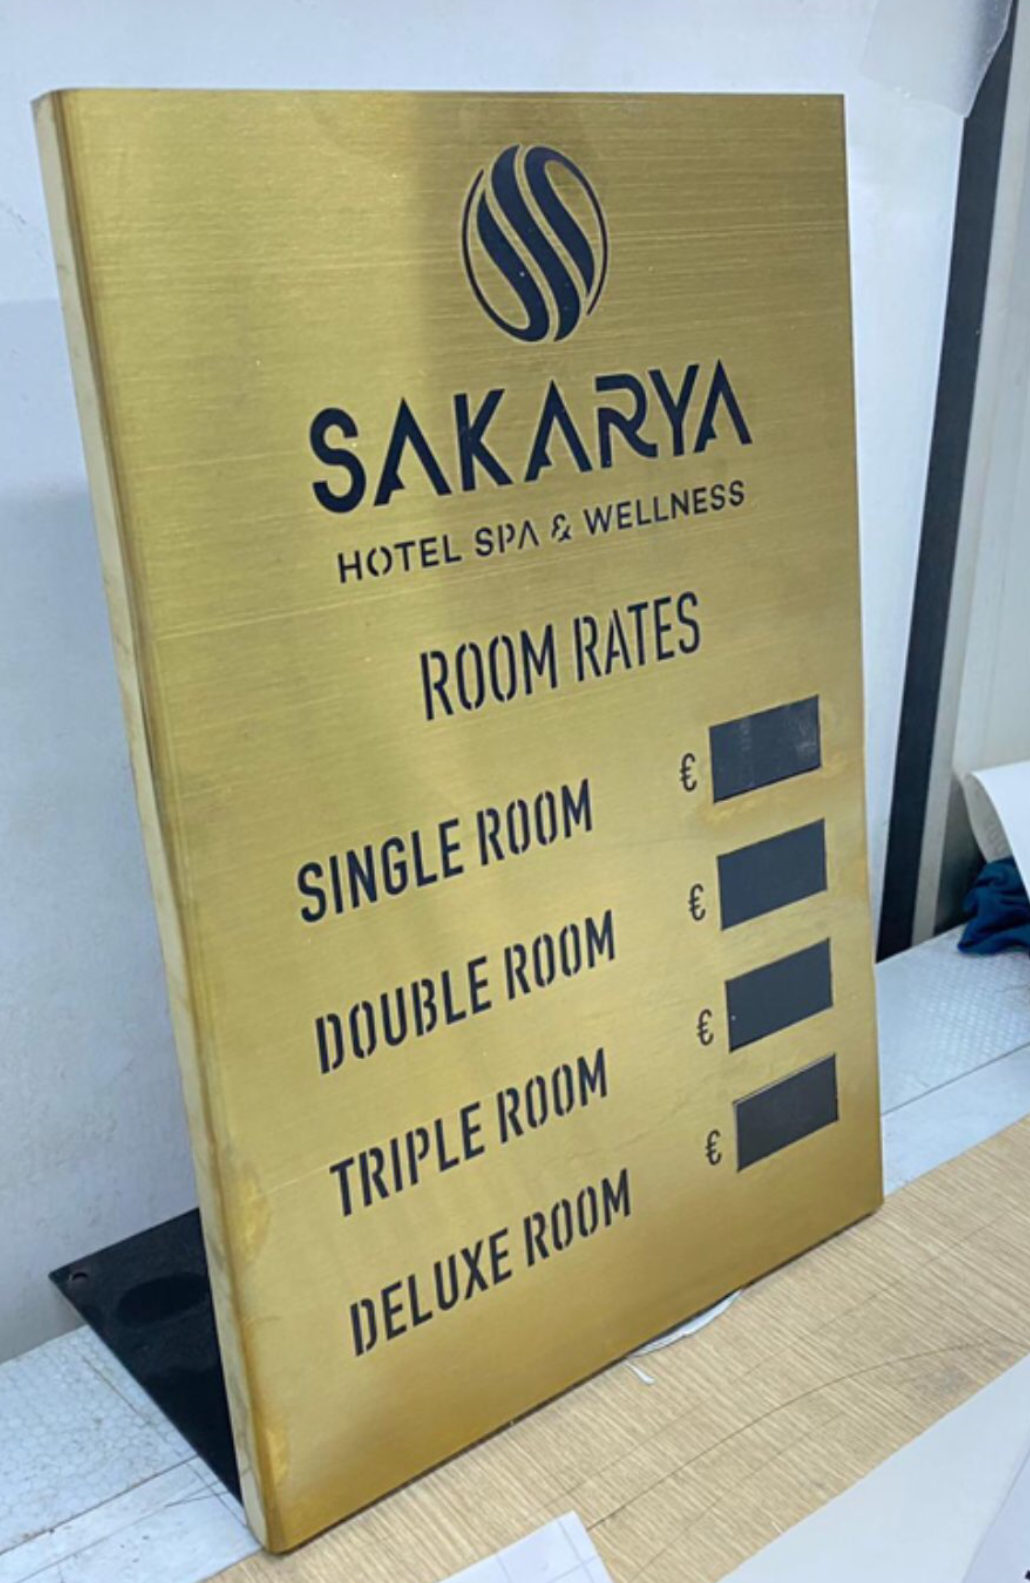 SAKARYA
HOTEL SPA & WELLNESS
ROOM RATES
SINGLE ROOM €
DOUBLE ROOM €
TRIPLE ROOM €
DELUXE ROOM €